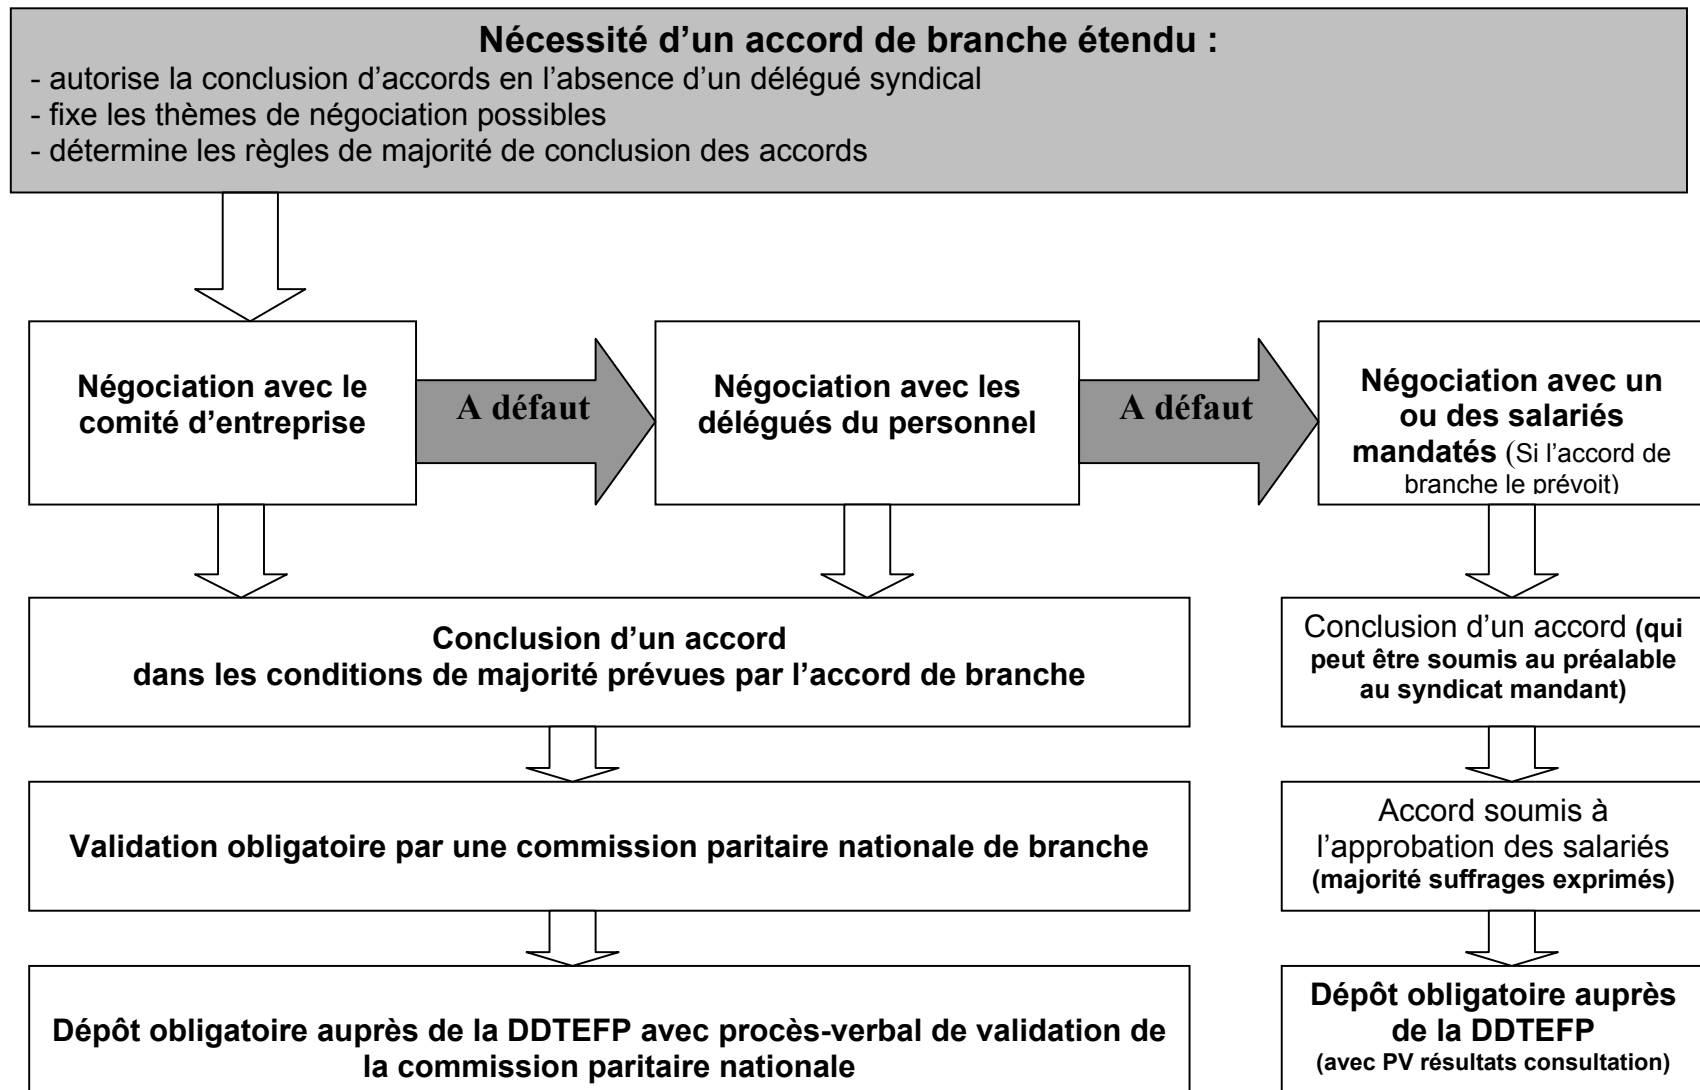 Nécessité d’un accord de branche étendu :
- autorise la conclusion d’accords en l’absence d’un délégué syndical
- fixe les thèmes de négociation possibles
- détermine les règles de majorité de conclusion des accords
Négociation avec le
comité d’entreprise
A défaut
Négociation avec les
délégués du personnel
A défaut
Négociation avec un
ou des salariés
mandatés (Si l’accord de
branche le prévoit)
Conclusion d’un accord
dans les conditions de majorité prévues par l’accord de branche
Conclusion d’un accord (qui
peut être soumis au préalable
au syndicat mandant)
Validation obligatoire par une commission paritaire nationale de branche
Accord soumis à
l’approbation des salariés
(majorité suffrages exprimés)
Dépôt obligatoire auprès de la DDTEFP avec procès-verbal de validation de
la commission paritaire nationale
Dépôt obligatoire auprès
de la DDTEFP
(avec PV résultats consultation)